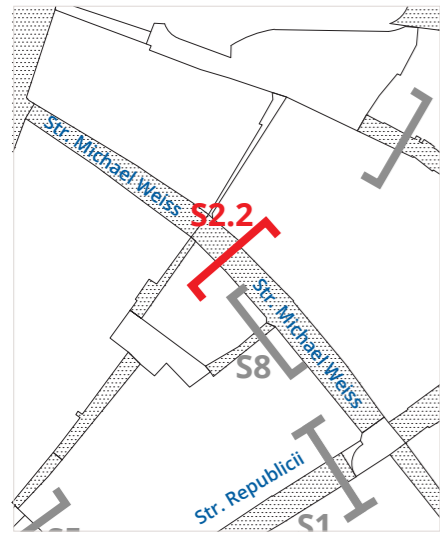 Str. Michael Weiss
S2.2
Str. Michael Weiss
S8
Str. Republicii
S1